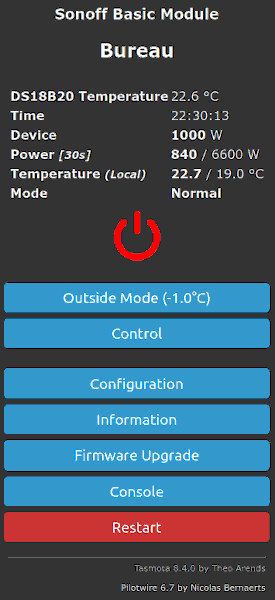 Sonoff Basic Module
Bureau
DS18B20 Temperature 22.6 °C
Time 22:30:13
Device 1000 W
Power [30s] 840 / 6600 W
Temperature (Local) 22.7 / 19.0 °C
Mode Normal
Outside Mode (-1.0°C)
Control
Configuration
Information
Firmware Upgrade
Console
Restart
Tasmota 8.4.0 by Theo Arends
Pilotwire 6.7 by Nicolas Bernaerts